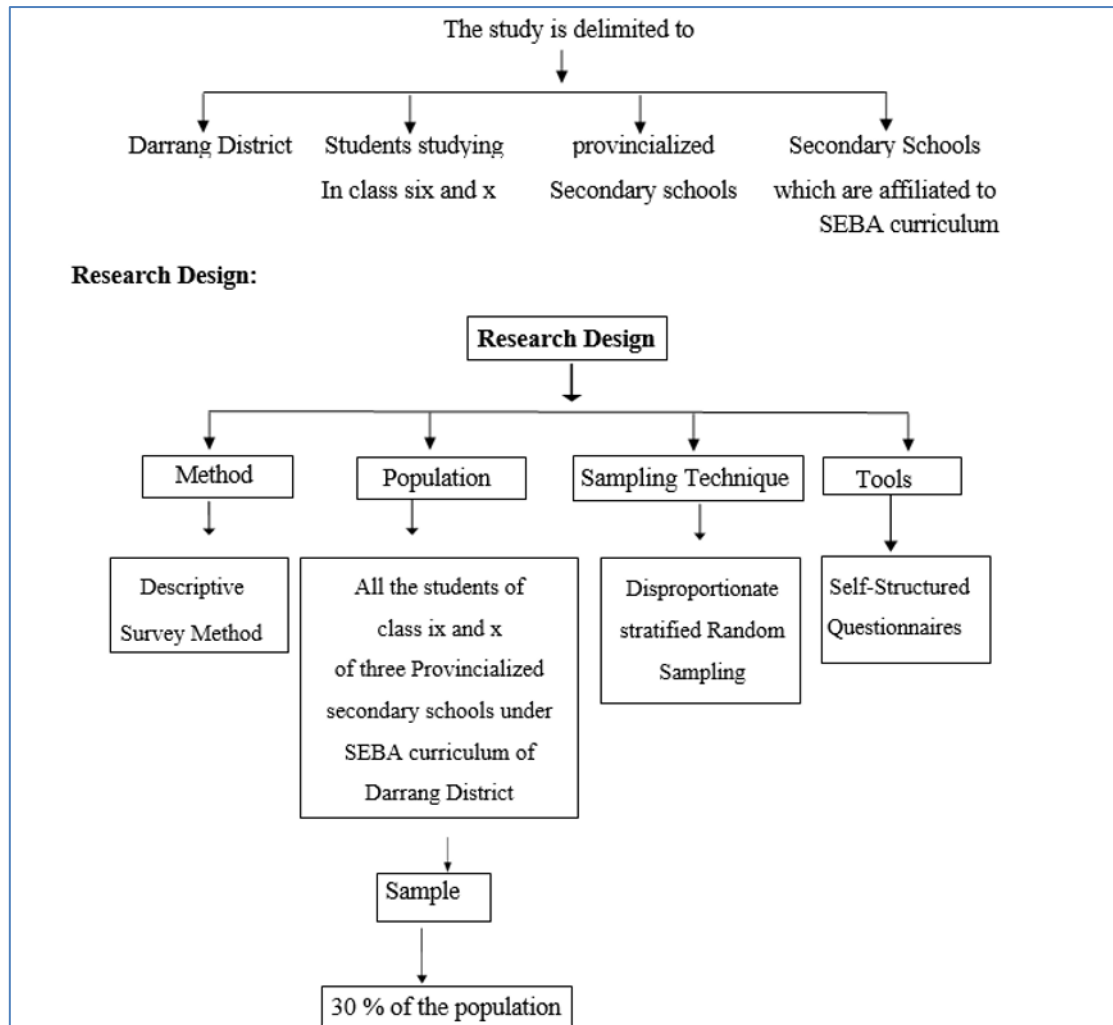 The study is delimited to
Darrang District
Students studying
In class six and x
provincialized
Secondary schools
Secondary Schools
which are affiliated to
SEBA curriculum
Research Design:
Research Design
Method
Population
Sampling Technique
Tools
Descriptive
Survey Method
All the students of
class ix and x
of three Provincialized
secondary schools under
SEBA curriculum of
Darrang District
Disproportionate
stratified Random
Sampling
Self-Structured
Questionnaires
Sample
30 % of the population